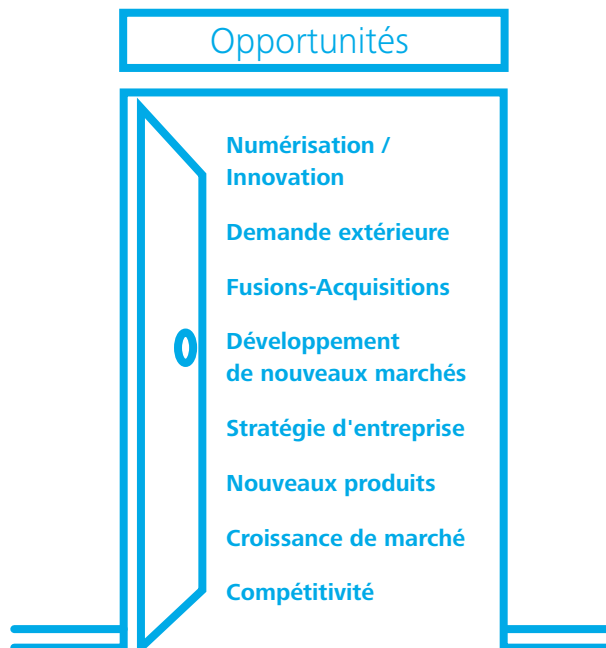 Opportunités
Numérisation /
Innovation
Demande extérieure
Fusions-Acquisitions
Développement
de nouveaux marchés
Stratégie d'entreprise
Nouveaux produits
Croissance de marché
Compétitivité